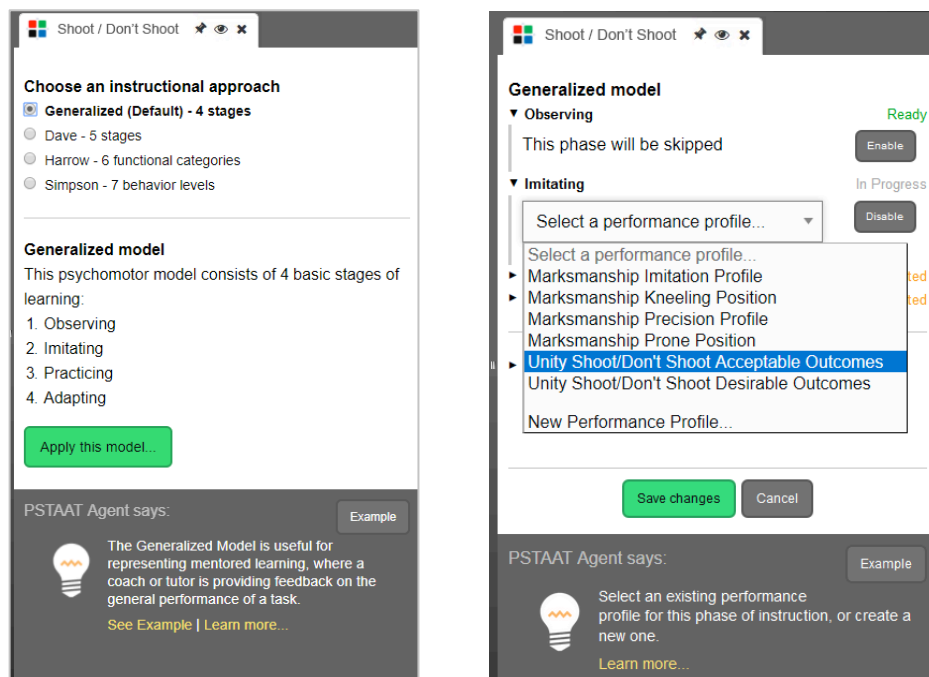 Shoot / Don't Shoot
Choose an instructional approach
Generalized (Default) - 4 stages
Dave - 5 stages
Harrow - 6 functional categories
Simpson - 7 behavior levels
Generalized model
This psychomotor model consists of 4 basic stages of
learning:
1. Observing
2. Imitating
3. Practicing
4. Adapting
Apply this model...
PSTAAT Agent says:
Example
The Generalized Model is useful for
representing mentored learning, where a
coach or tutor is providing feedback on the
general performance of a task.
See Example | Learn more...
Shoot / Don't Shoot
Generalized model
Observing
Ready
This phase will be skipped
Enable
Imitating
In Progress
Select a performance profile...
Disable
Select a performance profile...
Marksmanship Imitation Profile
Marksmanship Kneeling Position
ted
Marksmanship Precision Profile
ted
Marksmanship Prone Position
Unity Shoot/Don't Shoot Acceptable Outcomes
Unity Shoot/Don't Shoot Desirable Outcomes
New Performance Profile...
Save changes
Cancel
PSTAAT Agent says:
Example
Select an existing performance
profile for this phase of instruction, or create a
new one.
Learn more...